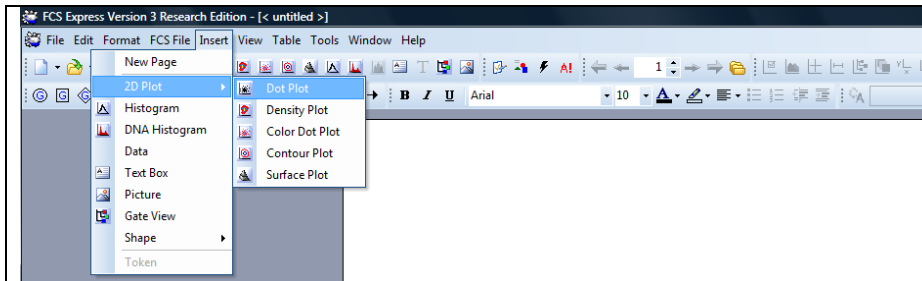 FCS Express Version 3 Research Edition - [< untitled >]
File Edit Format FCS File Insert View Table Tools Window Help
New Page
T A! 1
2D Plot Dot Plot
G G B I U Arial 10 A
Histogram Density Plot
DNA Histogram Color Dot Plot
Data Contour Plot
Text Box Surface Plot
Picture
Gate View
Shape
Token